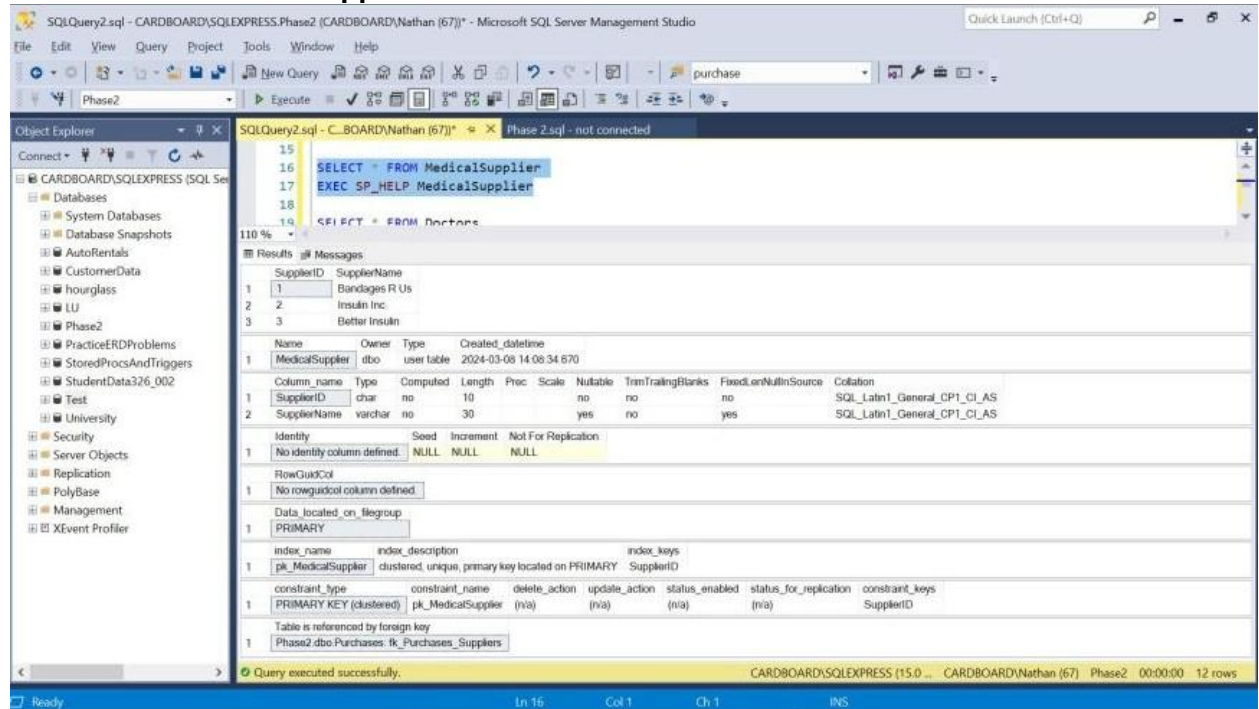 SQLQuery2.sql - CARDBOARD\SQLEXPRESS.Phase2 (CARDBOARD\Nathan (67))* - Microsoft SQL Server Management Studio
Quick Launch (Ctrl+Q)
File Edit View Query Project Tools Window Help
New Query
purchase
Phase2
Execute
Object Explorer
SQLQuery2.sql - C...BOARD\Nathan (67))*
Phase 2.sql - not connected
Connect
CARDBOARD\SQLEXPRESS (SQL Ser
Databases
System Databases
Database Snapshots
AutoRentals
CustomerData
hourglass
LU
Phase2
PracticeERDProblems
StoredProcsAndTriggers
StudentData326_002
Test
University
Security
Server Objects
Replication
PolyBase
Management
XEvent Profiler
15
16 SELECT * FROM MedicalSupplier
17 EXEC SP_HELP MedicalSupplier
18
19 SELECT * FROM Doctors
110 %
Results Messages
SupplierID SupplierName
1 1 Bandages R Us
2 2 Insulin Inc
3 3 Better Insulin
Name Owner Type Created_datetime
1 MedicalSupplier dbo user table 2024-03-08 14:08:34.670
Column_name Type Computed Length Prec Scale Nullable TrimTrailingBlanks FixedLenNullInSource Collation
1 SupplierID char no 10 no no no SQL_Latin1_General_CP1_CI_AS
2 SupplierName varchar no 30 yes no yes SQL_Latin1_General_CP1_CI_AS
Identity Seed Increment Not For Replication
1 No identity column defined. NULL NULL NULL
RowGuidCol
1 No rowguidcol column defined.
Data_located_on_filegroup
1 PRIMARY
index_name index_description index_keys
1 pk_MedicalSupplier clustered, unique, primary key located on PRIMARY SupplierID
constraint_type constraint_name delete_action update_action status_enabled status_for_replication constraint_keys
1 PRIMARY KEY (clustered) pk_MedicalSupplier (n/a) (n/a) (n/a) (n/a) SupplierID
Table is referenced by foreign key
1 Phase2.dbo.Purchases: fk_Purchases_Suppliers
Query executed successfully.
CARDBOARD\SQLEXPRESS (15.0 ... CARDBOARD\Nathan (67) Phase2 00:00:00 12 rows
Ready Ln 16 Col 1 Ch 1 INS